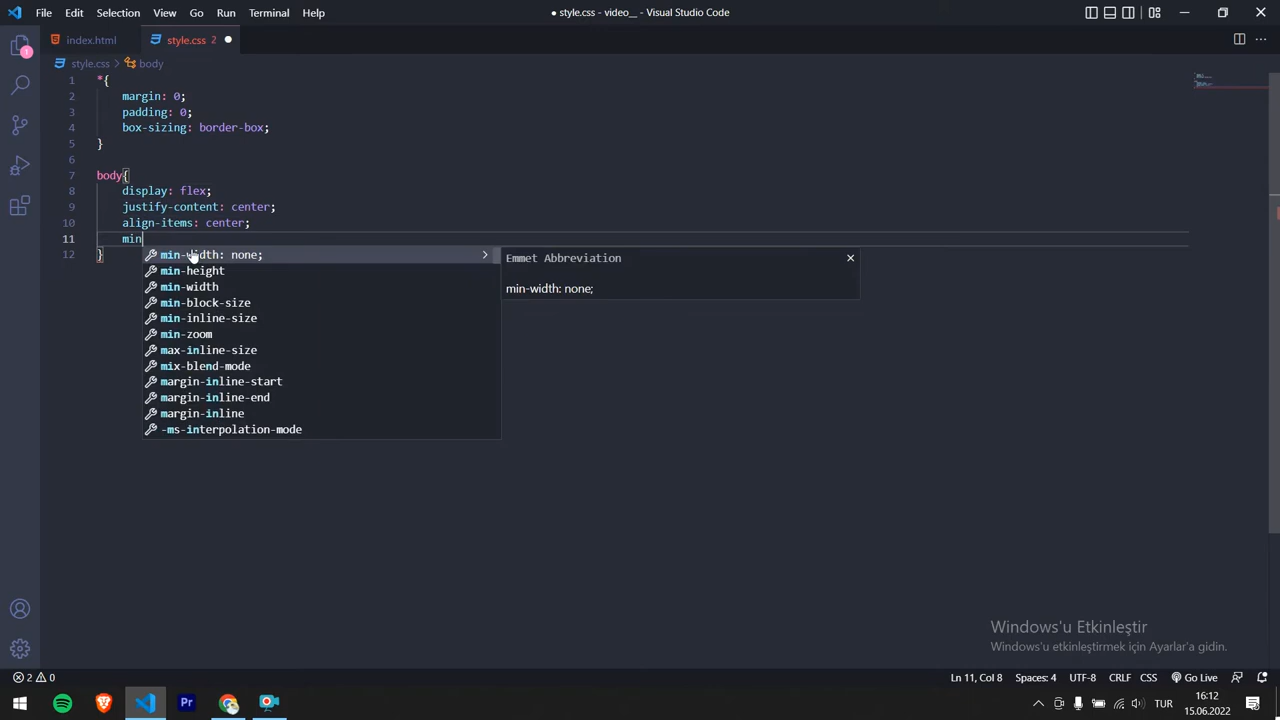 File Edit Selection View Go Run Terminal Help
● style.css - video__ - Visual Studio Code
index.html
style.css 2
style.css > body
1 *{
2 margin: 0;
3 padding: 0;
4 box-sizing: border-box;
5 }
6
7 body{
8 display: flex;
9 justify-content: center;
10 align-items: center;
11 min
12 }
min-width: none;
min-height
min-width
min-block-size
min-inline-size
min-zoom
max-inline-size
mix-blend-mode
margin-inline-start
margin-inline-end
margin-inline
-ms-interpolation-mode
Emmet Abbreviation
min-width: none;
1
Windows'u Etkinleştir
Windows'u etkinleştirmek için Ayarlar'a gidin.
2 0
Ln 11, Col 8 Spaces: 4 UTF-8 CRLF CSS Go Live
Pr
TUR
16:12
15.06.2022